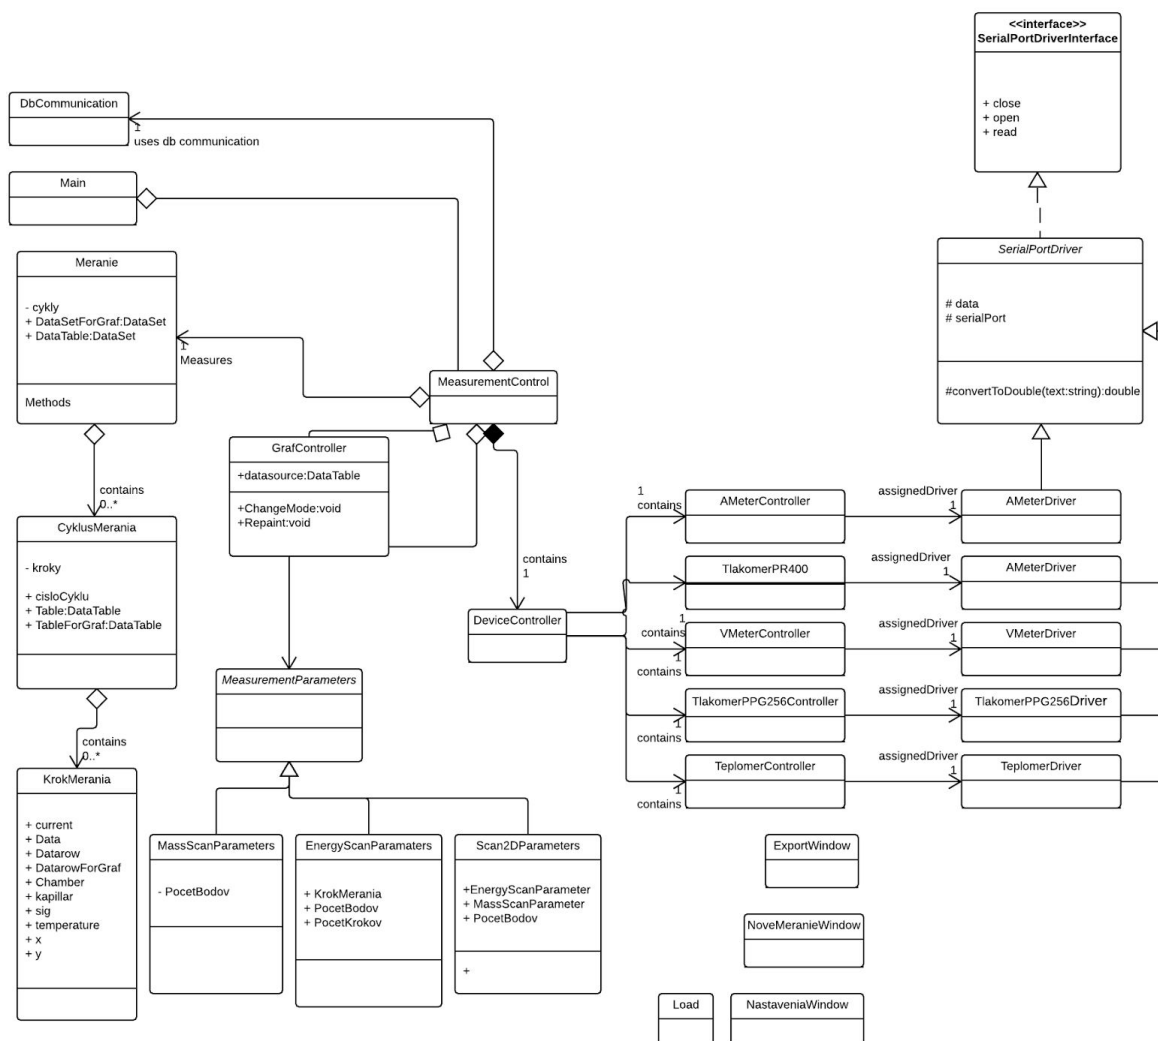 <<interface>>
SerialPortDriverInterface
+ close
+ open
+ read
DbCommunication
1
uses db communication
Main
Meranie
- cykly
+ DataSetForGraf:DataSet
+ DataTable:DataSet
Methods
1
Measures
SerialPortDriver
# data
# serialPort
#convertToDouble(text:string):double
MeasurementControl
GrafController
+datasource:DataTable
+ChangeMode:void
+Repaint:void
contains
0..*
CyklusMerania
- kroky
+ cisloCyklu
+ Table:DataTable
+ TableForGraf:DataTable
contains
1
DeviceController
1
contains
AMeterController
assignedDriver
1
AMeterDriver
TlakomerPR400
assignedDriver
1
AMeterDriver
1
contains
VMeterController
assignedDriver
1
VMeterDriver
1
contains
TlakomerPPG256Controller
assignedDriver
1
TlakomerPPG256Driver
1
contains
TeplomerController
assignedDriver
1
TeplomerDriver
1
contains
MeasurementParameters
contains
0..*
KrokMerania
+ current
+ Data
+ Datarow
+ DatarowForGraf
+ Chamber
+ kapillar
+ sig
+ temperature
+ x
+ y
MassScanParameters
- PocetBodov
EnergyScanParamaters
+ KrokMerania
+ PocetBodov
+ PocetKrokov
Scan2DParameters
+EnergyScanParameter
+ MassScanParameter
+ PocetBodov
+
ExportWindow
NoveMeranieWindow
Load
NastaveniaWindow